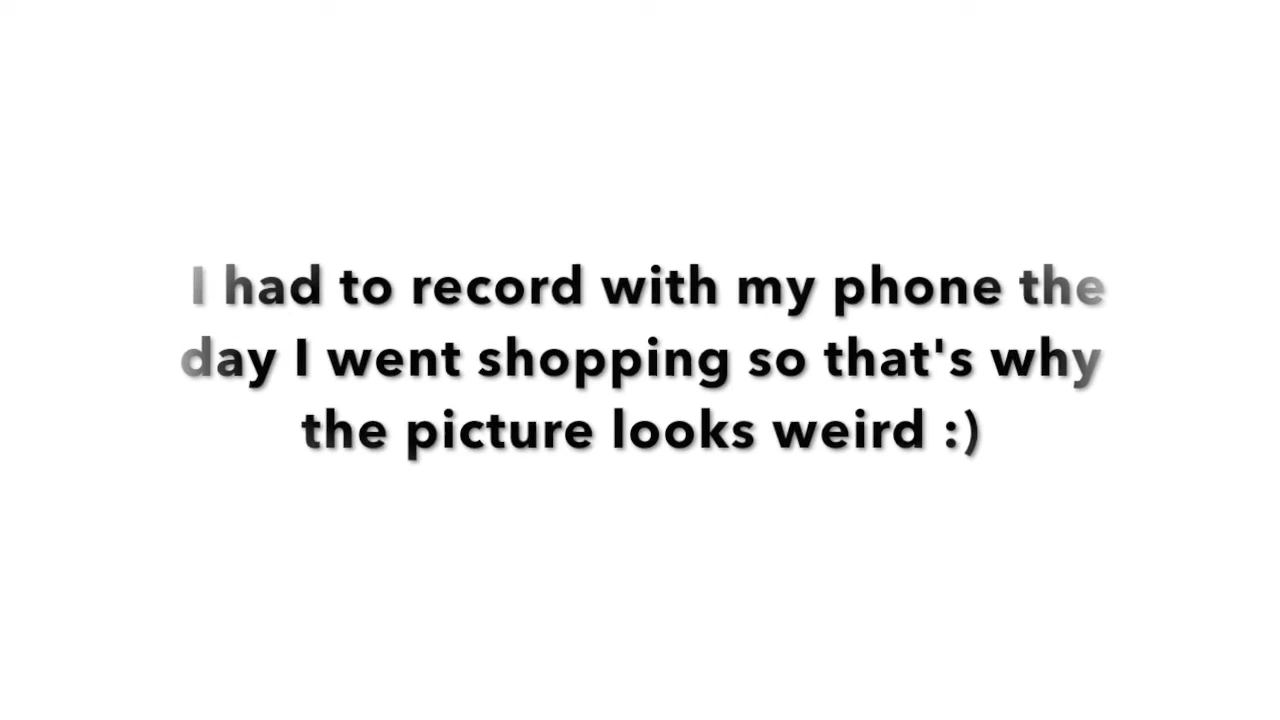 I had to record with my phone the
day I went shopping so that's why
the picture looks weird :)